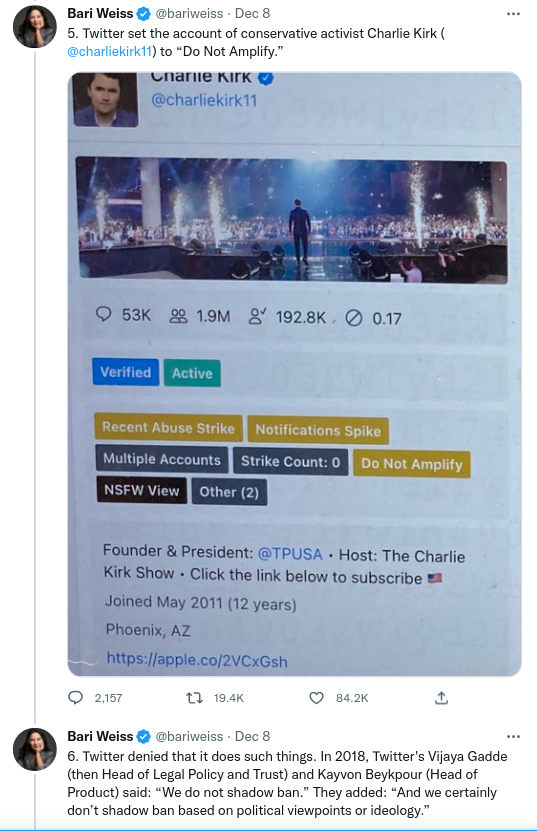 Bari Weiss @bariweiss · Dec 8
5. Twitter set the account of conservative activist Charlie Kirk (
@charliekirk11) to “Do Not Amplify.”
Charlie Kirk
@charliekirk11
53K 1.9M 192.8K 0.17
Verified Active
Recent Abuse Strike Notifications Spike
Multiple Accounts Strike Count: 0 Do Not Amplify
NSFW View Other (2)
Founder & President: @TPUSA • Host: The Charlie
Kirk Show • Click the link below to subscribe 🇺🇸
Joined May 2011 (12 years)
Phoenix, AZ
https://apple.co/2VCxGsh
2,157 19.4K 84.2K
Bari Weiss @bariweiss · Dec 8
6. Twitter denied that it does such things. In 2018, Twitter's Vijaya Gadde
(then Head of Legal Policy and Trust) and Kayvon Beykpour (Head of
Product) said: “We do not shadow ban.” They added: “And we certainly
don’t shadow ban based on political viewpoints or ideology.”